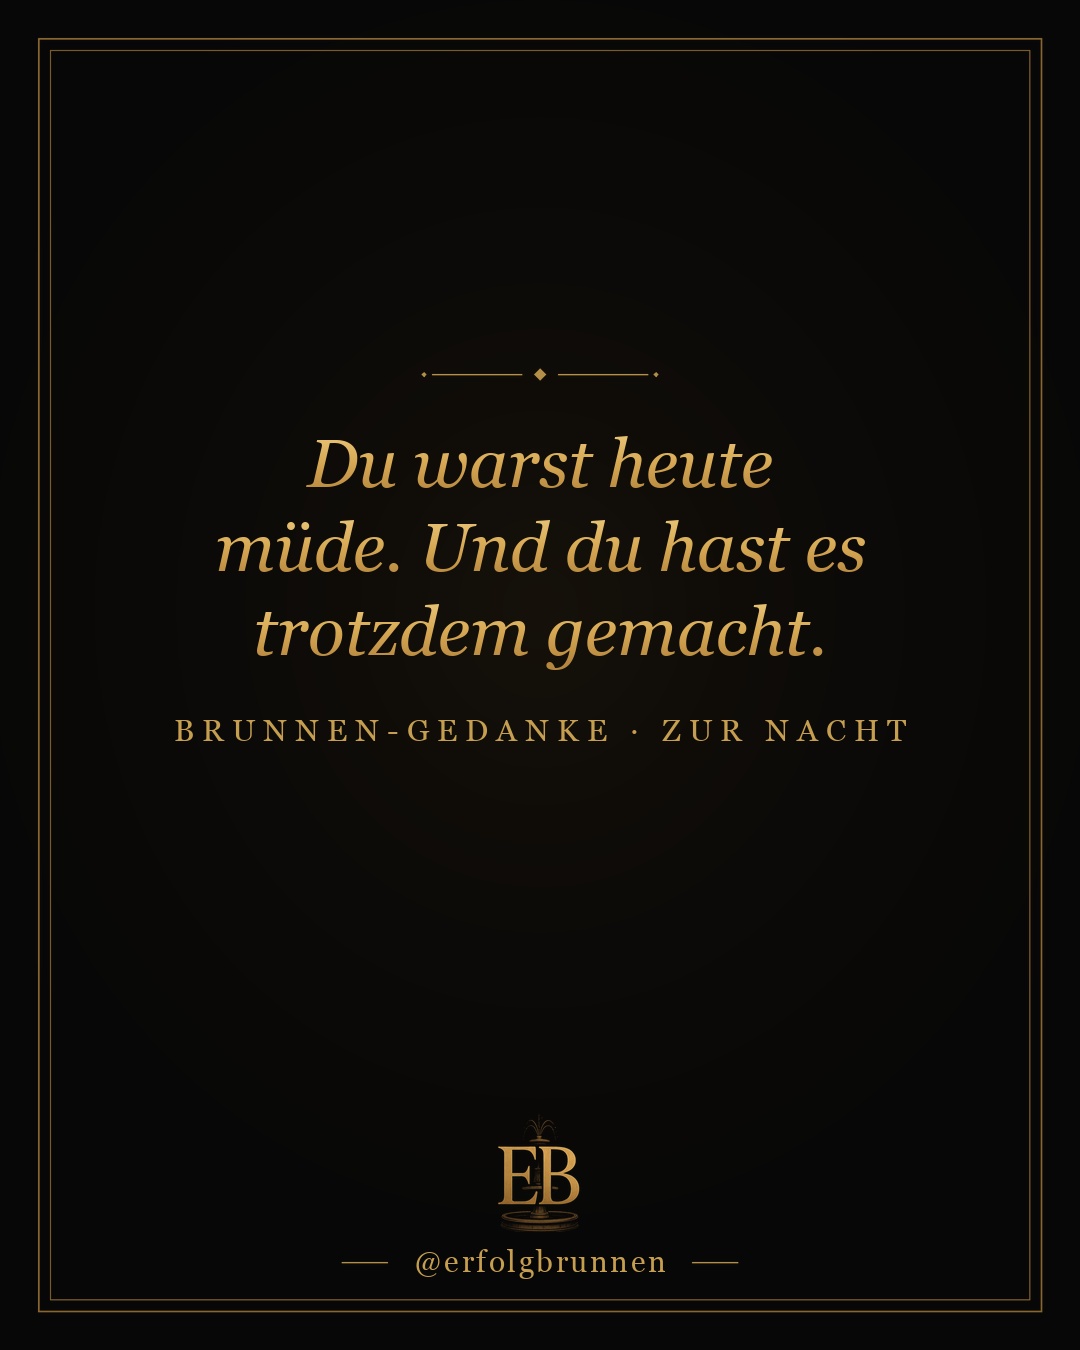 Du warst heute
müde. Und du hast es
trotzdem gemacht.
BRUNNEN-GEDANKE · ZUR NACHT
EB
@erfolgbrunnen